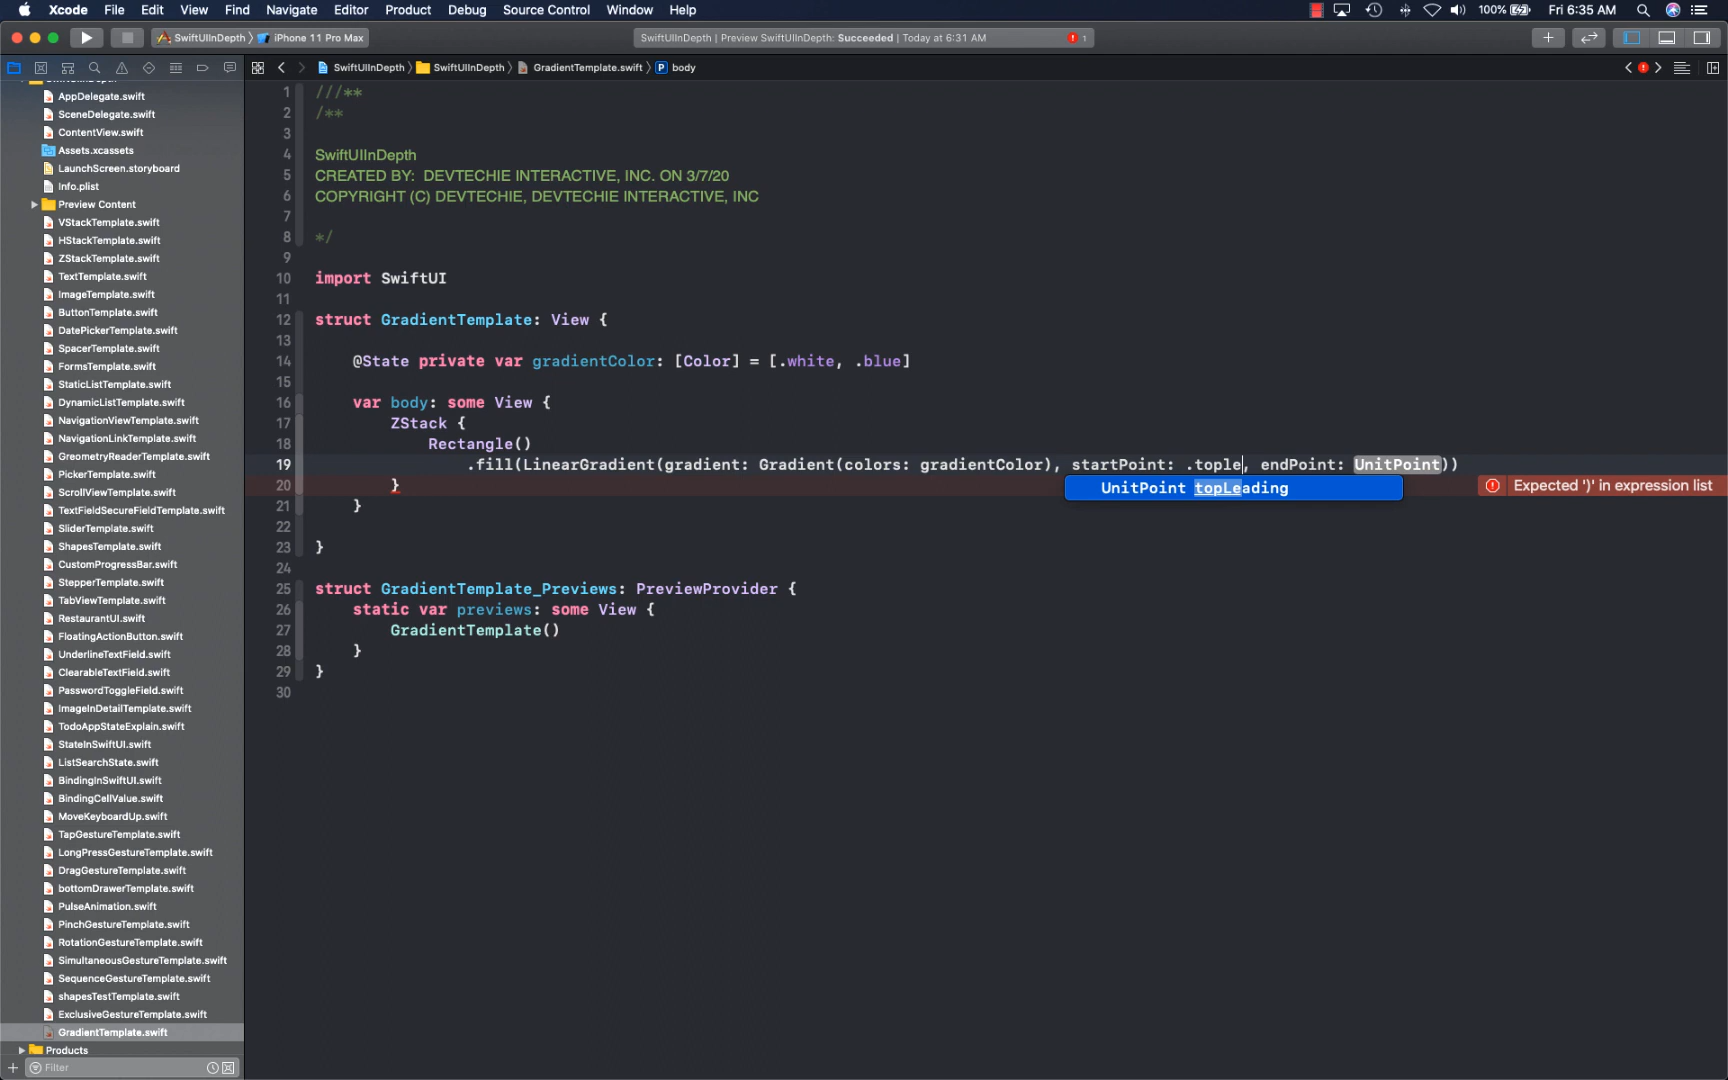 Xcode File Edit View Find Navigate Editor Product Debug Source Control Window Help 100% Fri 6:35 AM
SwiftUIInDepth iPhone 11 Pro Max SwiftUIInDepth | Preview SwiftUIInDepth: Succeeded | Today at 6:31 AM 1
SwiftUIInDepth SwiftUIInDepth GradientTemplate.swift P body
AppDelegate.swift
SceneDelegate.swift
ContentView.swift
Assets.xcassets
LaunchScreen.storyboard
Info.plist
Preview Content
VStackTemplate.swift
HStackTemplate.swift
ZStackTemplate.swift
TextTemplate.swift
ImageTemplate.swift
ButtonTemplate.swift
DatePickerTemplate.swift
SpacerTemplate.swift
FormsTemplate.swift
StaticListTemplate.swift
DynamicListTemplate.swift
NavigationViewTemplate.swift
NavigationLinkTemplate.swift
GreometryReaderTemplate.swift
PickerTemplate.swift
ScrollViewTemplate.swift
TextFieldSecureFieldTemplate.swift
SliderTemplate.swift
ShapesTemplate.swift
CustomProgressBar.swift
StepperTemplate.swift
TabViewTemplate.swift
RestaurantUI.swift
FloatingActionButton.swift
UnderlineTextField.swift
ClearableTextField.swift
PasswordToggleField.swift
ImageInDetailTemplate.swift
TodoAppStateExplain.swift
StateInSwiftUI.swift
ListSearchState.swift
BindingInSwiftUI.swift
BindingCellValue.swift
MoveKeyboardUp.swift
TapGestureTemplate.swift
LongPressGestureTemplate.swift
DragGestureTemplate.swift
bottomDrawerTemplate.swift
PulseAnimation.swift
PinchGestureTemplate.swift
RotationGestureTemplate.swift
SimultaneousGestureTemplate.swift
SequenceGestureTemplate.swift
shapesTestTemplate.swift
ExclusiveGestureTemplate.swift
GradientTemplate.swift
Products
Filter
1 ///**
2 /**
3
4 SwiftUIInDepth
5 CREATED BY: DEVTECHIE INTERACTIVE, INC. ON 3/7/20
6 COPYRIGHT (C) DEVTECHIE, DEVTECHIE INTERACTIVE, INC
7
8 */
9
10 import SwiftUI
11
12 struct GradientTemplate: View {
13
14 @State private var gradientColor: [Color] = [.white, .blue]
15
16 var body: some View {
17 ZStack {
18 Rectangle()
19 .fill(LinearGradient(gradient: Gradient(colors: gradientColor), startPoint: .tople, endPoint: UnitPoint))
UnitPoint topLeading
20 } Expected ')' in expression list
21 }
22
23 }
24
25 struct GradientTemplate_Previews: PreviewProvider {
26 static var previews: some View {
27 GradientTemplate()
28 }
29 }
30